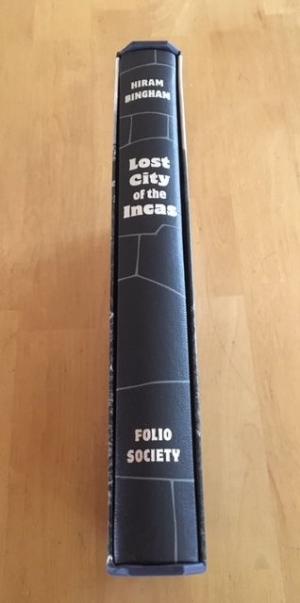 HIRAM
BINGHAM
Lost
City
of the
Incas
FOLIO
SOCIETY